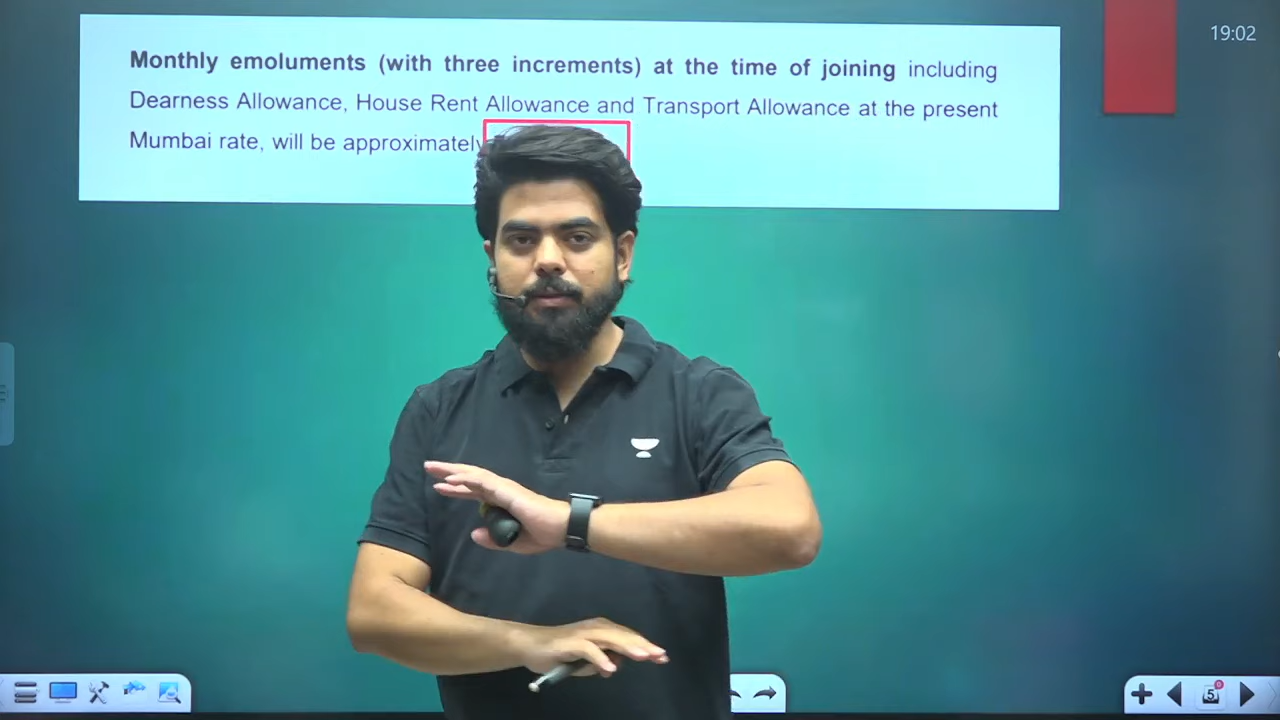 19:02
Monthly emoluments (with three increments) at the time of joining including
Dearness Allowance, House Rent Allowance and Transport Allowance at the present
Mumbai rate, will be approximately
5